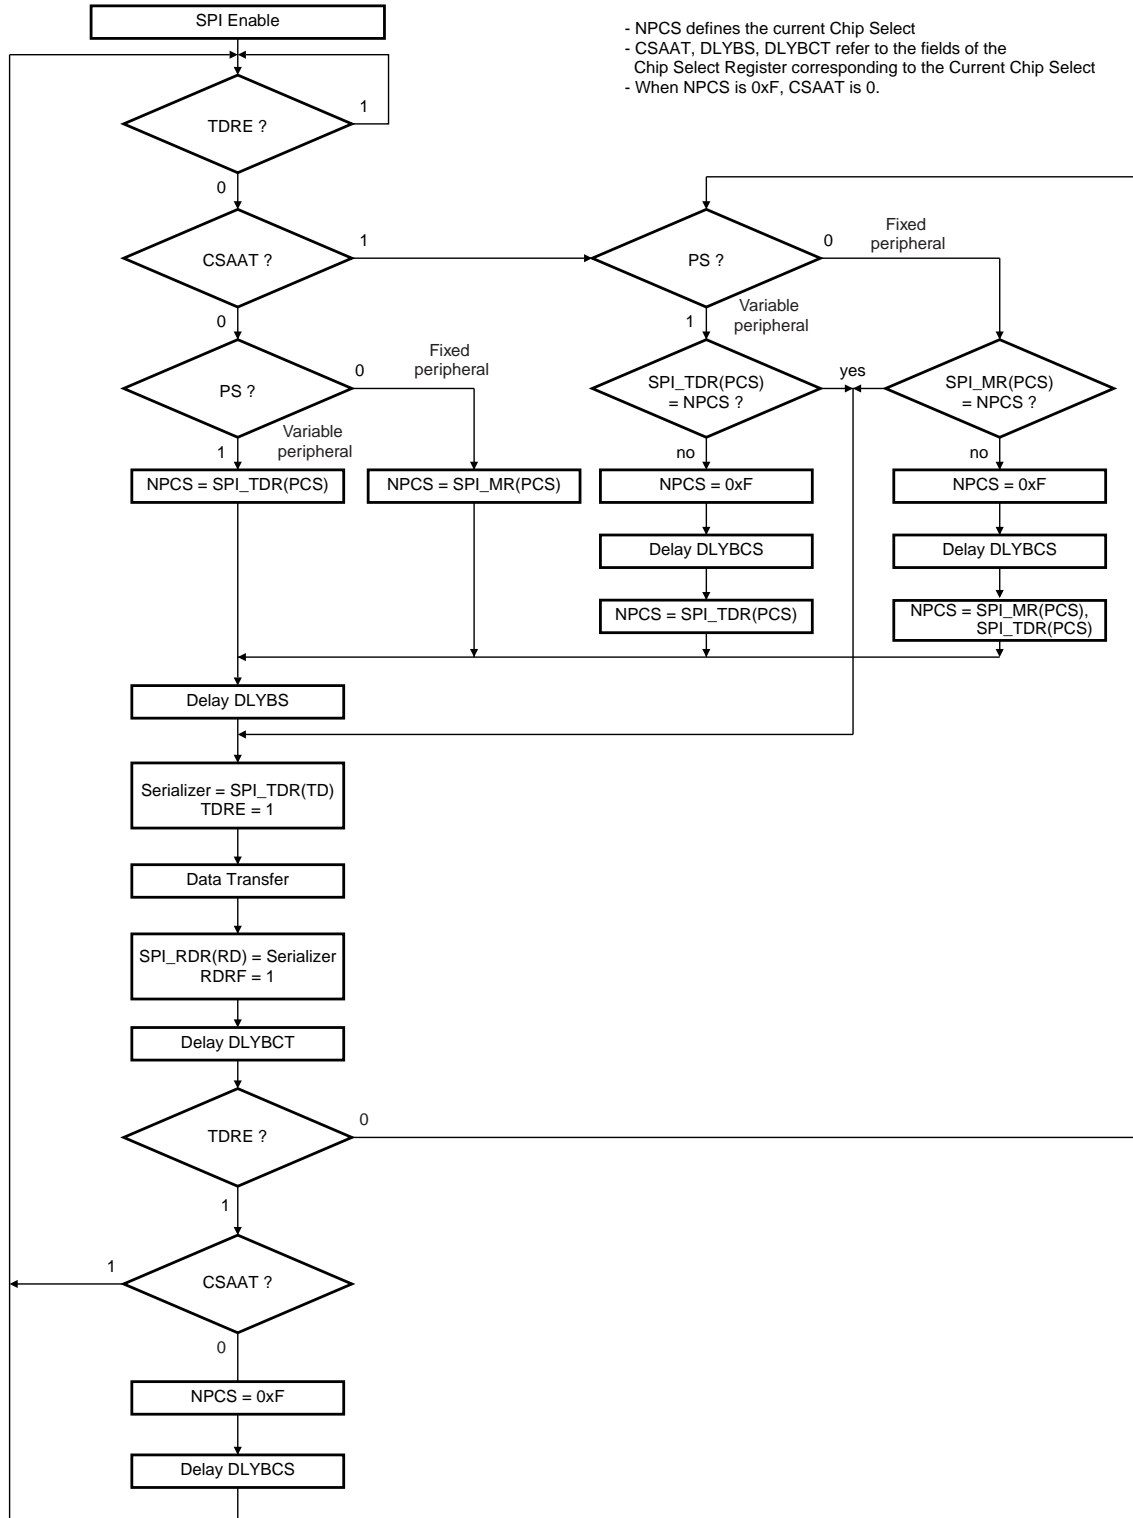 SPI Enable
- NPCS defines the current Chip Select
- CSAAT, DLYBS, DLYBCT refer to the fields of the
Chip Select Register corresponding to the Current Chip Select
- When NPCS is 0xF, CSAAT is 0.
1
TDRE ?
0
CSAAT ?
1
PS ?
0
Fixed
peripheral
0
1
Variable
peripheral
PS ?
0
Fixed
peripheral
SPI_TDR(PCS)
= NPCS ?
yes
SPI_MR(PCS)
= NPCS ?
1
Variable
peripheral
no
no
NPCS = SPI_TDR(PCS)
NPCS = SPI_MR(PCS)
NPCS = 0xF
NPCS = 0xF
Delay DLYBCS
Delay DLYBCS
NPCS = SPI_TDR(PCS)
NPCS = SPI_MR(PCS),
SPI_TDR(PCS)
Delay DLYBS
Serializer = SPI_TDR(TD)
TDRE = 1
Data Transfer
SPI_RDR(RD) = Serializer
RDRF = 1
Delay DLYBCT
TDRE ?
0
1
CSAAT ?
1
0
NPCS = 0xF
Delay DLYBCS